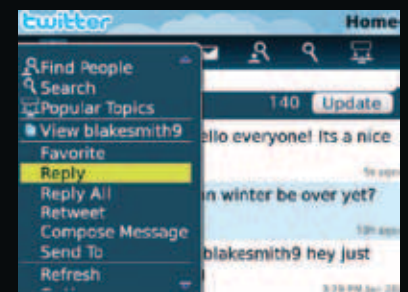 twitter
Home
Find People
Search
Popular Topics
View blakesmith9
Favorite
Reply
Reply All
Retweet
Compose Message
Send To
Refresh
140 Update
ello everyone! Its a nice
n winter be over yet?
blakesmith9 hey just